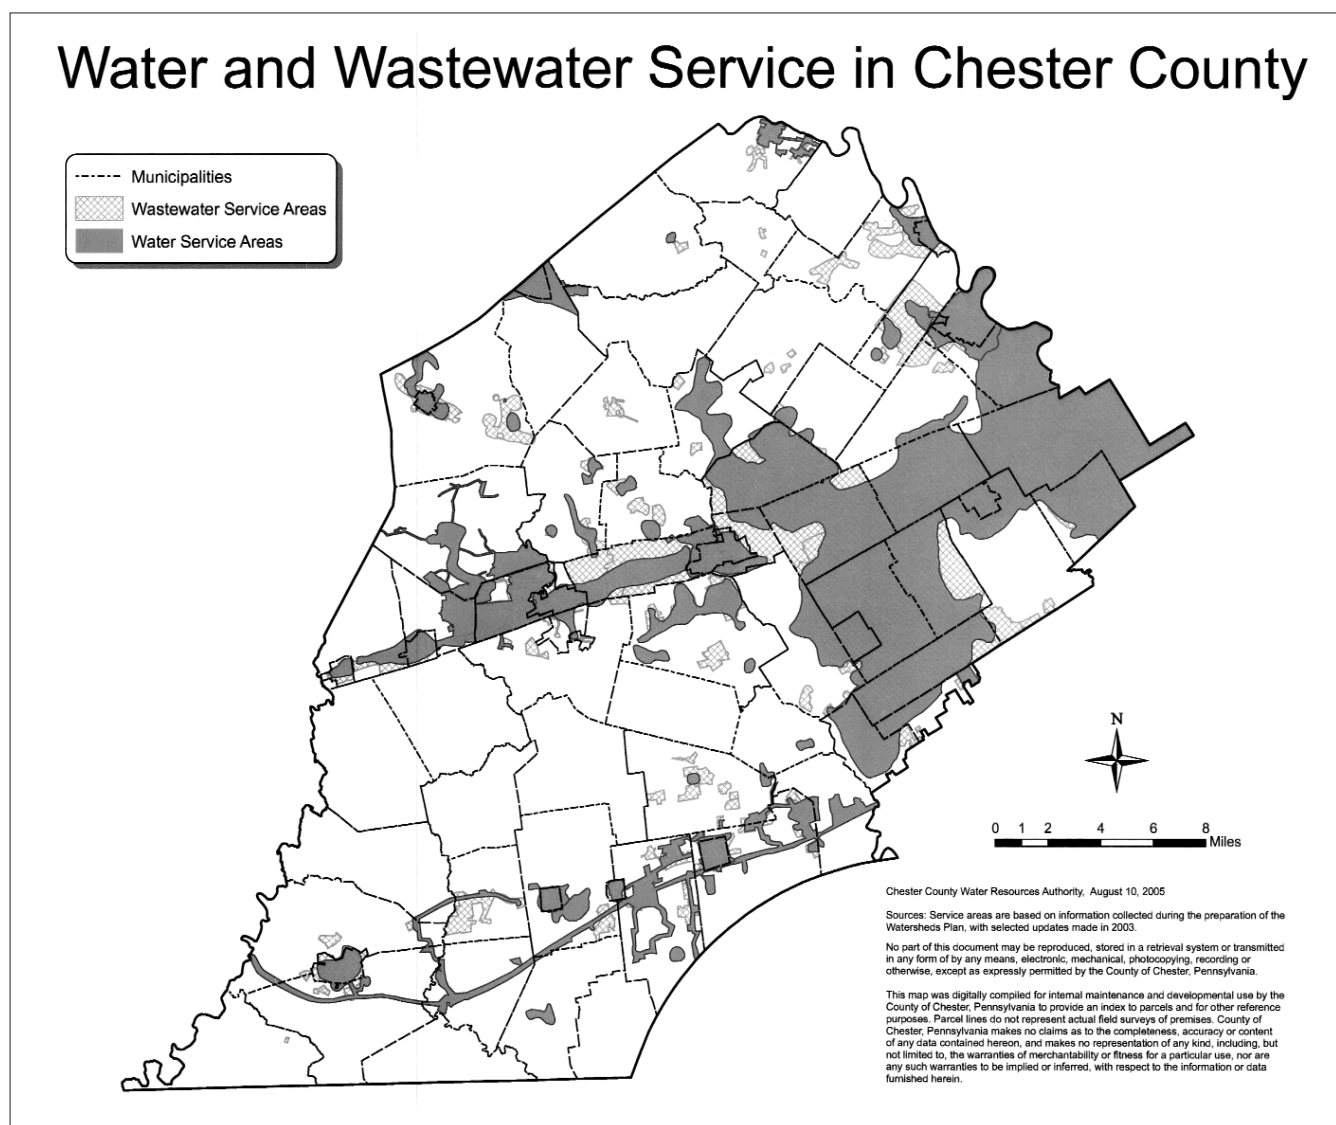 Water and Wastewater Service in Chester County
Municipalities
Wastewater Service Areas
Water Service Areas
N
0 1 2 4 6 8
Miles
Chester County Water Resources Authority, August 10, 2005
Sources: Service areas are based on information collected during the preparation of the
Watersheds Plan, with selected updates made in 2003.
No part of this document may be reproduced, stored in a retrieval system or transmitted
in any form of by any means, electronic, mechanical, photocopying, recording or
otherwise, except as expressly permitted by the County of Chester, Pennsylvania.
This map was digitally compiled for internal maintenance and developmental use by the
County of Chester, Pennsylvania to provide an index to parcels and for other reference
purposes. Parcel lines do not represent actual field surveys of premises. County of
Chester, Pennsylvania makes no claims as to the completeness, accuracy or content
of any data contained hereon, and makes no representation of any kind, including, but
not limited to, the warranties of merchantability or fitness for a particular use, nor are
any such warranties to be implied or inferred, with respect to the information or data
furnished herein.